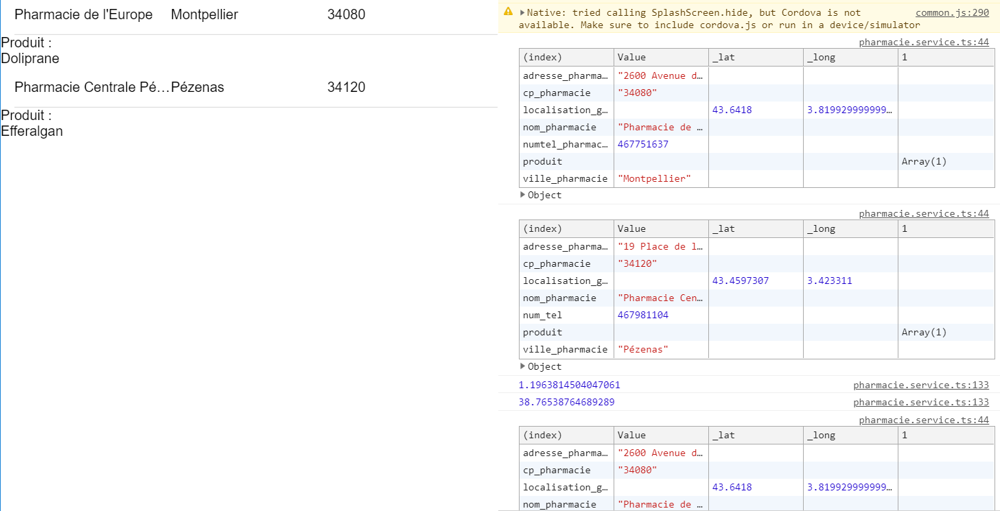 Pharmacie de l'Europe Montpellier 34080
Produit :
Doliprane
Pharmacie Centrale Pé… Pézenas 34120
Produit :
Efferalgan
Native: tried calling SplashScreen.hide, but Cordova is not common.js:290
available. Make sure to include cordova.js or run in a device/simulator
pharmacie.service.ts:44
(index) Value _lat _long 1
adresse_pharma… "2600 Avenue d…
cp_pharmacie "34080"
localisation_g… 43.6418 3.819929999999…
nom_pharmacie "Pharmacie de …
numtel_pharmac… 467751637
produit Array(1)
ville_pharmacie "Montpellier"
Object
pharmacie.service.ts:44
(index) Value _lat _long 1
adresse_pharma… "19 Place de l…
cp_pharmacie "34120"
localisation_g… 43.4597307 3.423311
nom_pharmacie "Pharmacie Cen…
num_tel 467981104
produit Array(1)
ville_pharmacie "Pézenas"
Object
1.1963814504047061 pharmacie.service.ts:133
38.76538764689289 pharmacie.service.ts:133
pharmacie.service.ts:44
(index) Value _lat _long 1
adresse_pharma… "2600 Avenue d…
cp_pharmacie "34080"
localisation_g… 43.6418 3.819929999999…
nom_pharmacie "Pharmacie de …